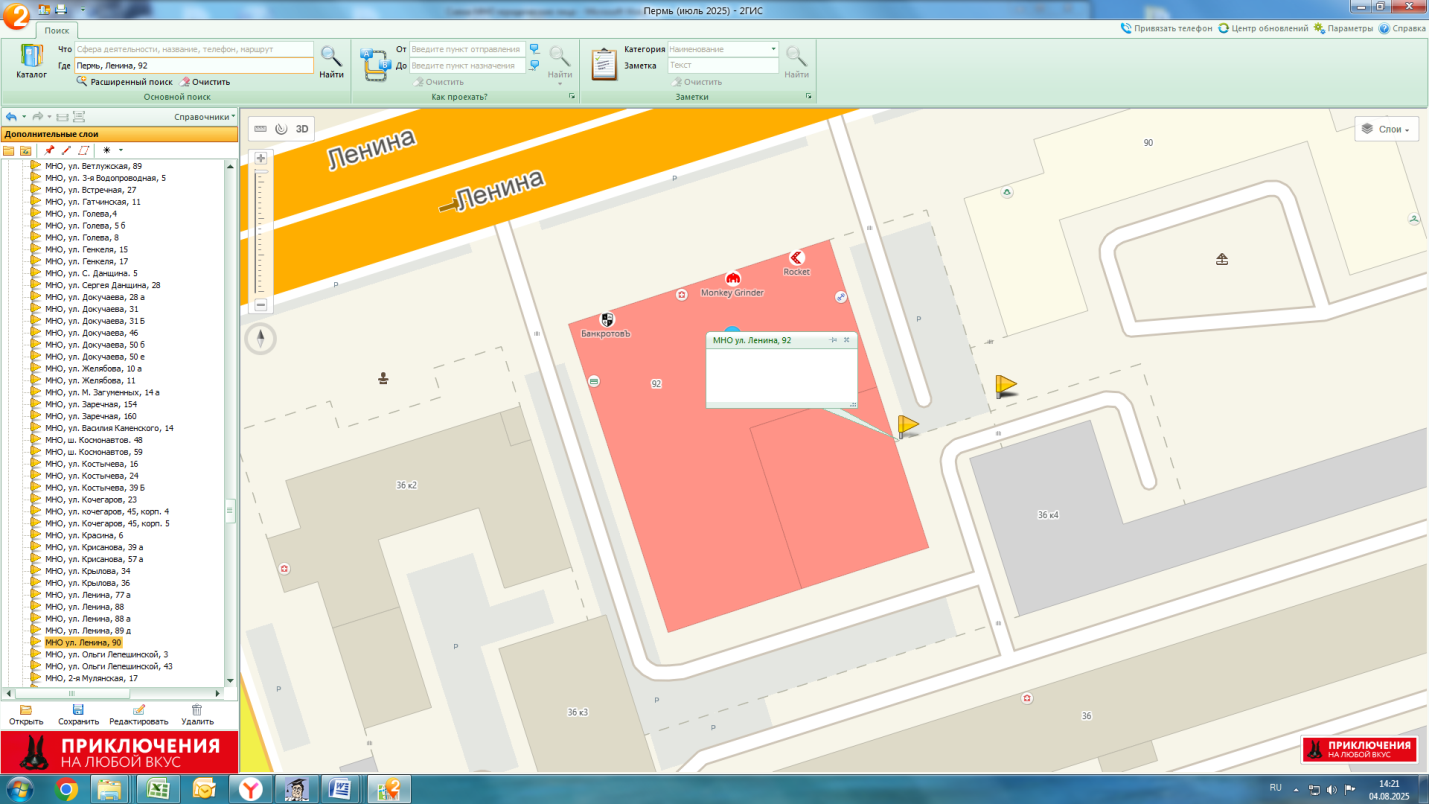 Пермь (июль 2025) - 2ГИС
Поиск
Привязать телефон
Центр обновлений
Параметры
Справка
Каталог
Что
Сфера деятельности, название, телефон, маршрут
Где
Пермь, Ленина, 92
Расширенный поиск
Очистить
Найти
Основной поиск
От
Введите пункт отправления
До
Введите пункт назначения
Очистить
Найти
Как проехать?
Категория
Наименование
Заметка
Текст
Очистить
Найти
Заметки
Справочники
Дополнительные слои
МНО, ул. Ветлужская, 89
МНО, ул. 3-я Водопроводная, 5
МНО, ул. Встречная, 27
МНО, ул. Гатчинская, 11
МНО, ул. Голева,4
МНО, ул. Голева, 5 б
МНО, ул. Голева, 8
МНО, ул. Генкеля, 15
МНО, ул. Генкеля, 17
МНО, ул. С. Данщина. 5
МНО, ул. Сергея Данщина, 28
МНО, ул. Докучаева, 28 а
МНО, ул. Докучаева, 31
МНО, ул. Докучаева, 31 Б
МНО, ул. Докучаева, 46
МНО, ул. Докучаева, 50 б
МНО, ул. Докучаева, 50 е
МНО, ул. Желябова, 10 а
МНО, ул. Желябова, 11
МНО, ул. М. Загуменных, 14 а
МНО, ул. Заречная, 154
МНО, ул. Заречная, 160
МНО, ул. Василия Каменского, 14
МНО, ш. Космонавтов. 48
МНО, ш. Космонавтов, 59
МНО, ул. Костычева, 16
МНО, ул. Костычева, 24
МНО, ул. Костычева, 39 Б
МНО, ул. Кочегаров, 23
МНО, ул. кочегаров, 45, корп. 4
МНО, ул. Кочегаров, 45, корп. 5
МНО, ул. Красина, 6
МНО, ул. Крисанова, 39 а
МНО, ул. Крисанова, 57 а
МНО, ул. Крылова, 34
МНО, ул. Крылова, 36
МНО, ул. Ленина, 77 а
МНО, ул. Ленина, 88
МНО, ул. Ленина, 88 а
МНО, ул. Ленина, 89 д
МНО ул. Ленина, 90
МНО, ул. Ольги Лепешинской, 3
МНО, ул. Ольги Лепешинской, 43
МНО, 2-я Мулянская, 17
Открыть
Сохранить
Редактировать
Удалить
ПРИКЛЮЧЕНИЯ
НА ЛЮБОЙ ВКУС
3D
Слои
Ленина
Ленина
P
P
90
Rocket
Monkey Grinder
БанкротовЪ
P
МНО ул. Ленина, 92
92
36 к2
36 к4
P
P
36 к3
P
P
36
ПРИКЛЮЧЕНИЯ
НА ЛЮБОЙ ВКУС
RU
14:21
04.08.2025